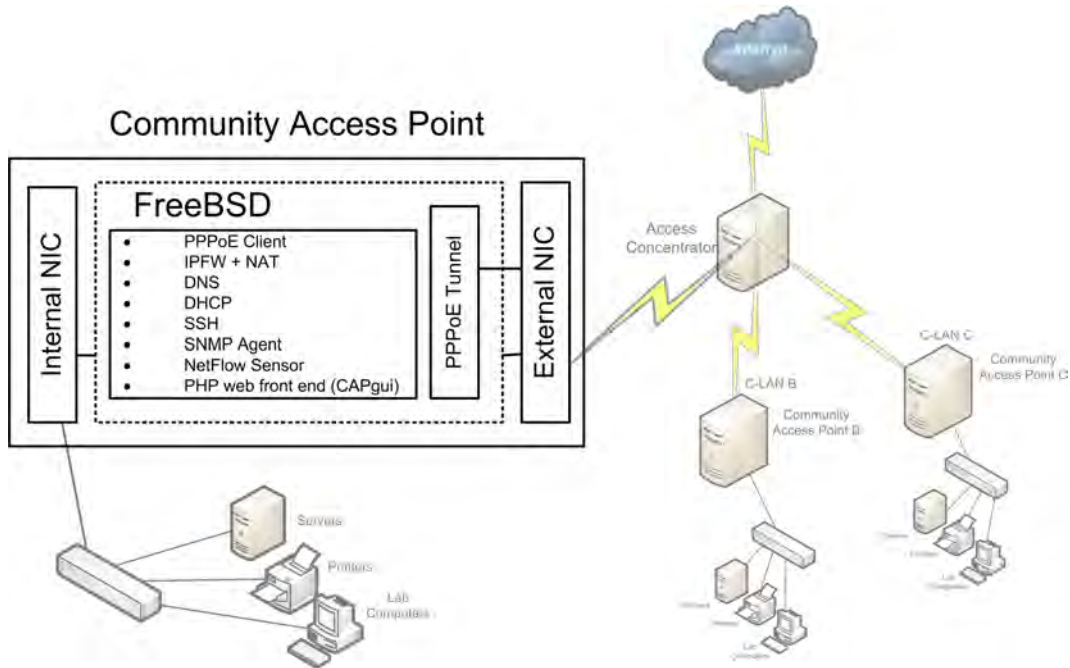 Internet
Community Access Point
Internal NIC
FreeBSD
• PPPoE Client
• IPFW + NAT
• DNS
• DHCP
• SSH
• SNMP Agent
• NetFlow Sensor
• PHP web front end (CAPgui)
PPPoE Tunnel
External NIC
Access
Concentrator
C-LAN B
Community
Access Point B
C-LAN C
Community
Access Point C
Servers
Printers
Lab
Computers
Lab
Lab